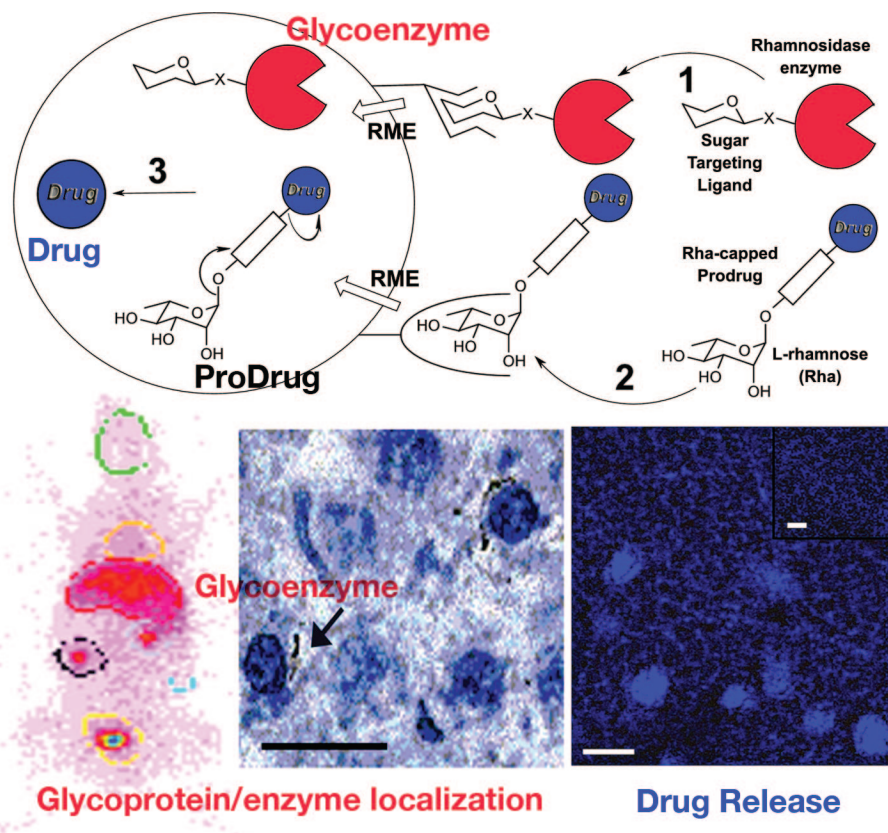 Glycoenzyme
Rhamnosidase
enzyme
1
X
RME
X
X
Sugar
Targeting
Ligand
Drug
3
Drug
Drug
Drug
Drug
Rha-capped
Prodrug
RME
O
O
HO
HO
OH
O
O
HO
HO
OH
O
O
HO
HO
OH
O
O
O
L-rhamnose
(Rha)
ProDrug
2
Glycoenzyme
Glycoprotein/enzyme localization
Drug Release